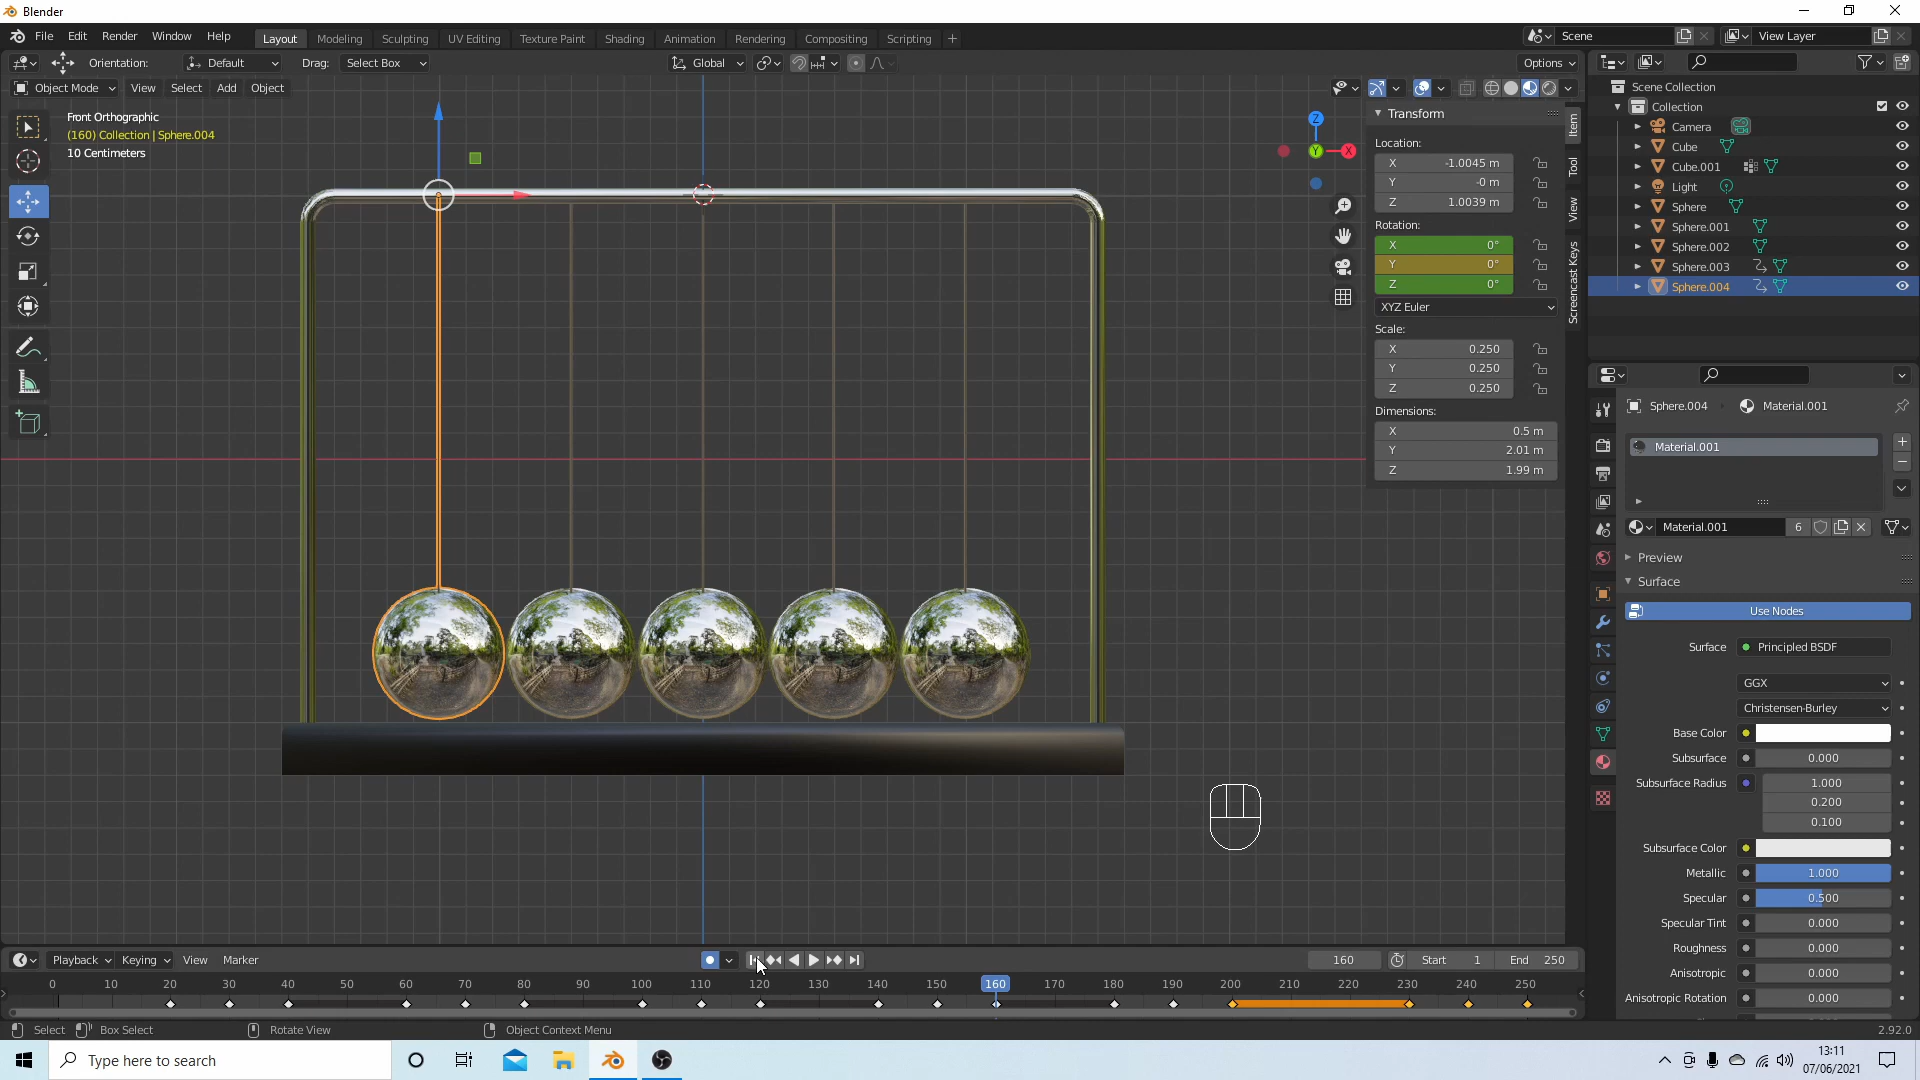 Blender
File Edit Render Window Help
Layout Modeling Sculpting UV Editing Texture Paint Shading Animation Rendering Compositing Scripting +
Scene View Layer
Orientation: Default Drag: Select Box Global Options
Object Mode View Select Add Object
Front Orthographic
(160) Collection | Sphere.004
10 Centimeters
Z
Y
X
Transform
Location:
X -1.0045 m
Y -0 m
Z 1.0039 m
Rotation:
X 0°
Y 0°
Z 0°
XYZ Euler
Scale:
X 0.250
Y 0.250
Z 0.250
Dimensions:
X 0.5 m
Y 2.01 m
Z 1.99 m
Item
Tool
View
Screencast Keys
Scene Collection
Collection
Camera
Cube
Cube.001
Light
Sphere
Sphere.001
Sphere.002
Sphere.003
Sphere.004
Sphere.004 Material.001
Material.001
Material.001 6
Preview
Surface
Use Nodes
Surface Principled BSDF
GGX
Christensen-Burley
Base Color
Subsurface 0.000
Subsurface Radius 1.000
0.200
0.100
Subsurface Color
Metallic 1.000
Specular 0.500
Specular Tint 0.000
Roughness 0.000
Anisotropic 0.000
Anisotropic Rotation 0.000
Playback Keying View Marker 160 Start 1 End 250
0 10 20 30 40 50 60 70 80 90 100 110 120 130 140 150 160 170 180 190 200 210 220 230 240 250
Select Box Select Rotate View Object Context Menu 2.92.0
Type here to search
13:11
07/06/2021